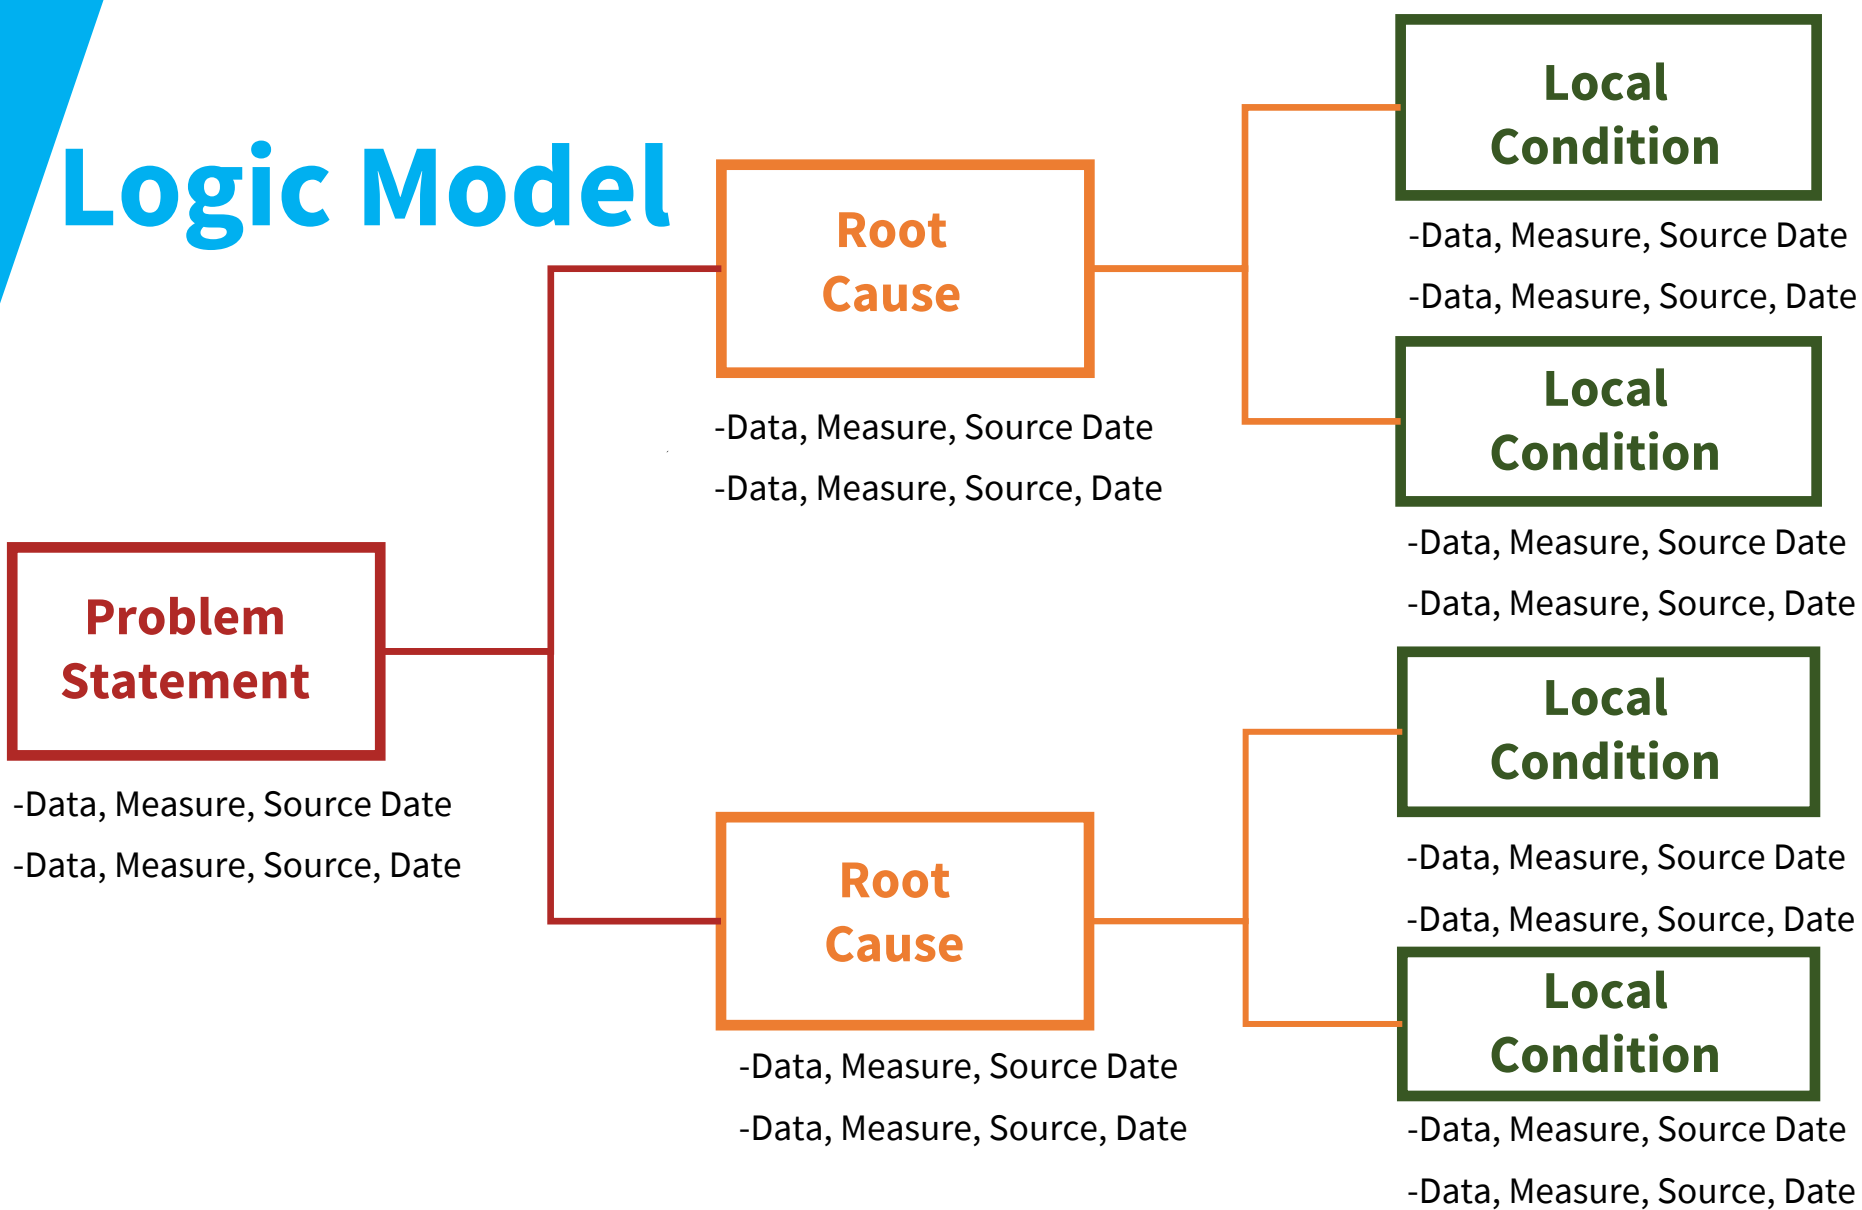 Logic Model
Problem
Statement
-Data, Measure, Source Date
-Data, Measure, Source, Date
Root
Cause
-Data, Measure, Source Date
-Data, Measure, Source, Date
Root
Cause
-Data, Measure, Source Date
-Data, Measure, Source, Date
Local
Condition
-Data, Measure, Source Date
-Data, Measure, Source, Date
Local
Condition
-Data, Measure, Source Date
-Data, Measure, Source, Date
Local
Condition
-Data, Measure, Source Date
-Data, Measure, Source, Date
Local
Condition
-Data, Measure, Source Date
-Data, Measure, Source, Date